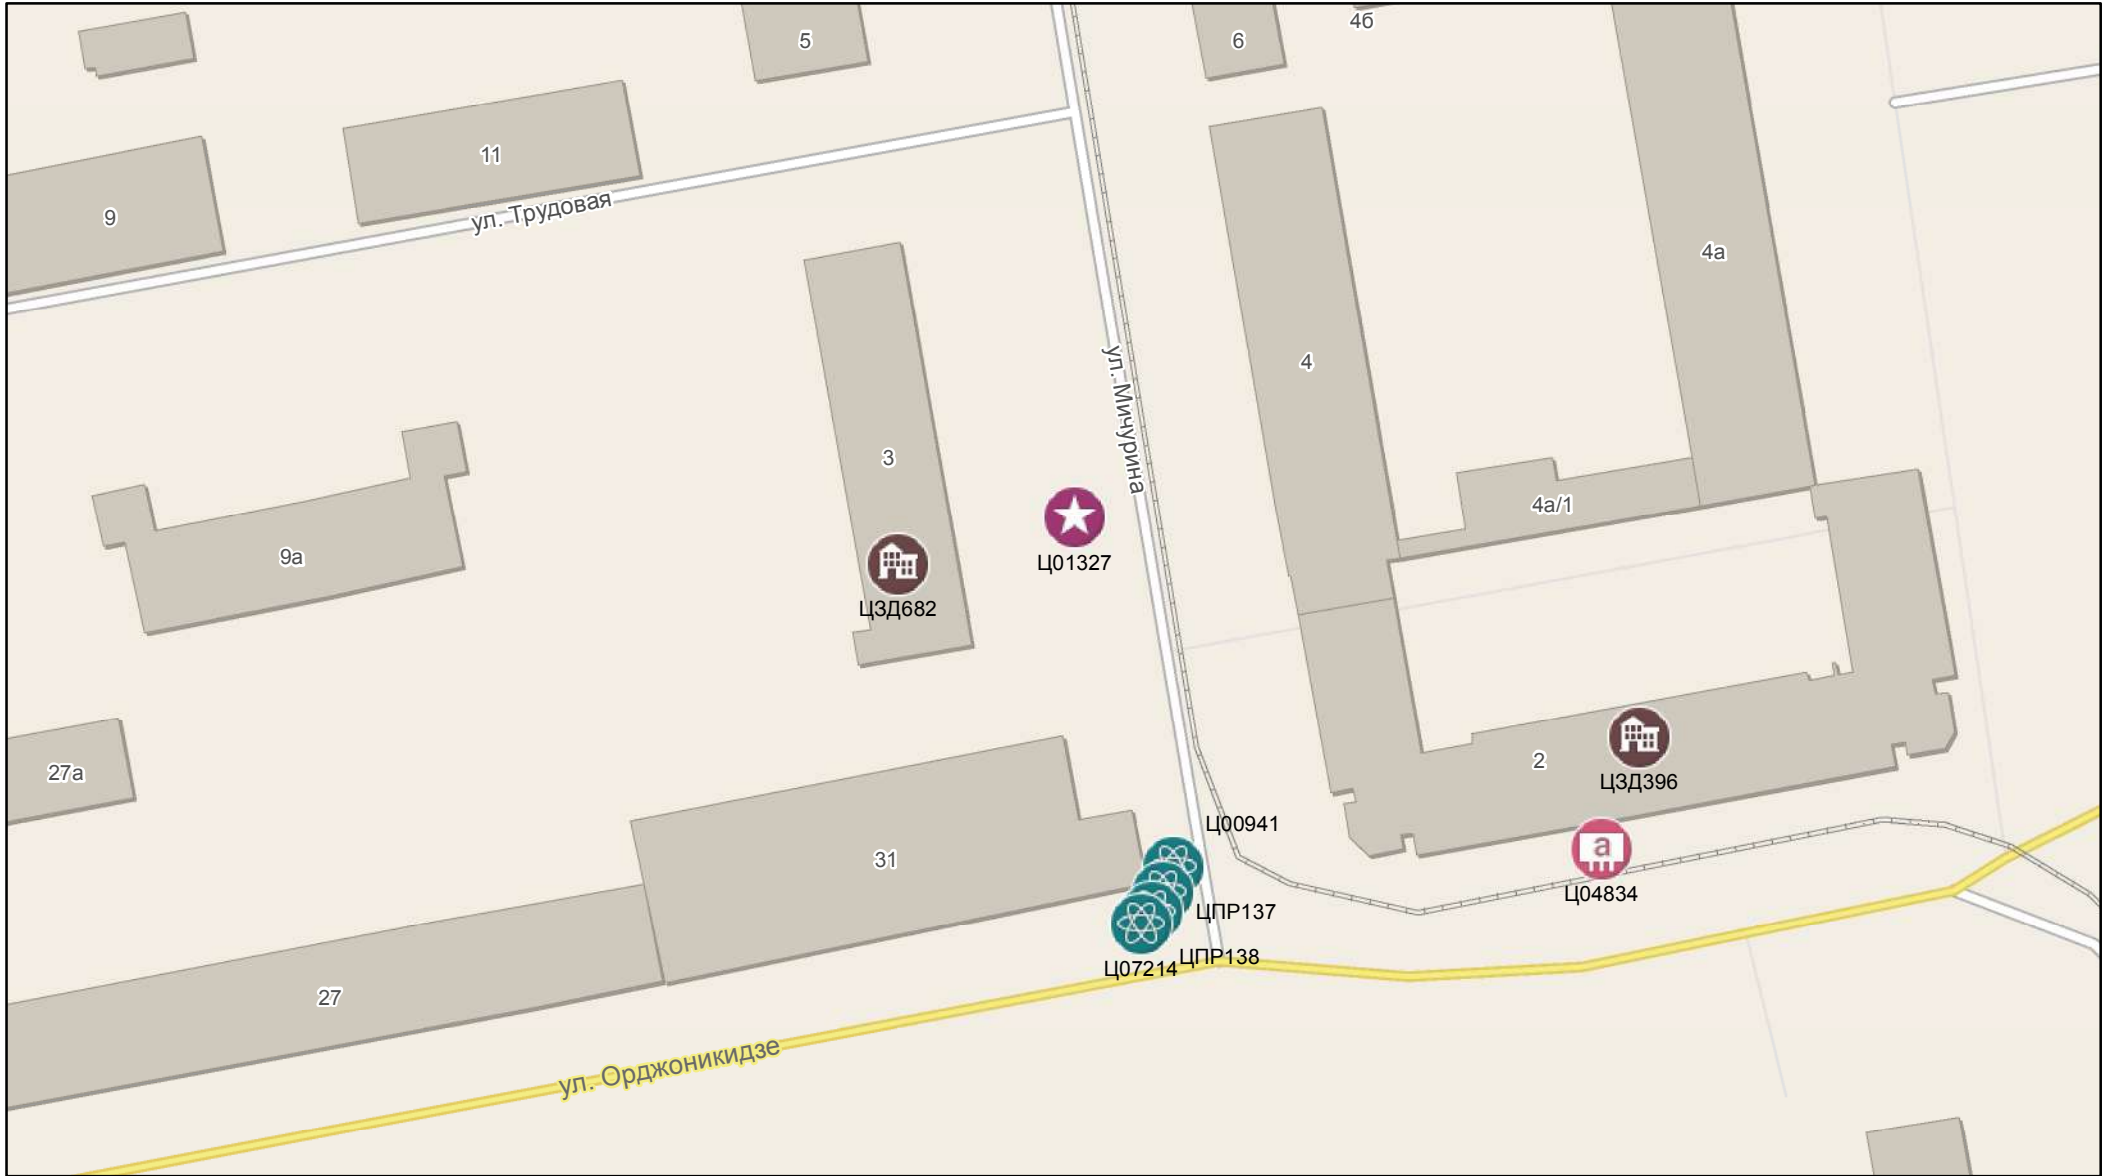 5
6
4б
11
9
ул. Трудовая
4а
4
ул. Мичурина
3
4а/1
9а
Ц01327
ЦЗД682
27а
2
ЦЗД396
Ц00941
31
а
Ц04834
ЦПР137
ЦПР138
Ц07214
27
ул. Орджоникидзе